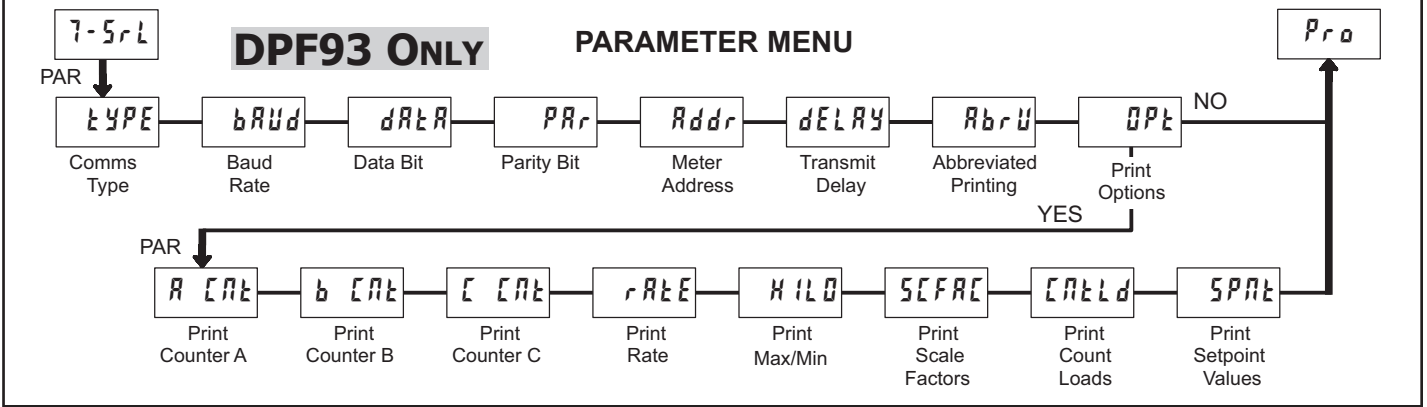 7-SrL
DPF93 ONLY
PARAMETER MENU
Pro
PAR
tYPE
bAUd
dAtA
PAr
Addr
dELAY
AbrU
OPt
NO
Comms
Type
Baud
Rate
Data Bit
Parity Bit
Meter
Address
Transmit
Delay
Abbreviated
Printing
Print
Options
YES
PAR
A CNt
b CNt
C CNt
rAtE
HILO
SCFAC
CNtLd
SPNt
Print
Counter A
Print
Counter B
Print
Counter C
Print
Rate
Print
Max/Min
Print
Scale
Factors
Print
Count
Loads
Print
Setpoint
Values